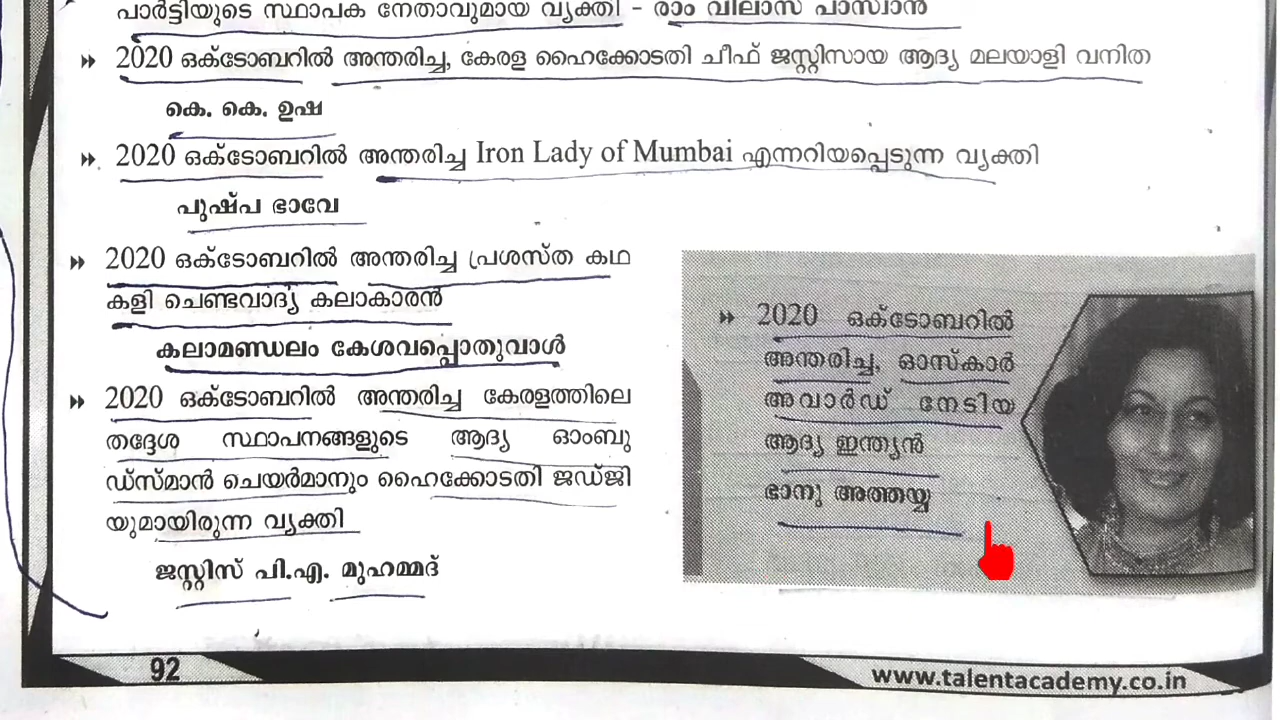 പാർട്ടിയുടെ സ്ഥാപക നേതാവുമായ വ്യക്തി - രാം വിലാസ് പാസ്വാൻ
2020 ഒക്ടോബറിൽ അന്തരിച്ച, കേരള ഹൈക്കോടതി ചീഫ് ജസ്റ്റിസായ ആദ്യ മലയാളി വനിത
കെ. കെ. ഉഷ
2020 ഒക്ടോബറിൽ അന്തരിച്ച Iron Lady of Mumbai എന്നറിയപ്പെടുന്ന വ്യക്തി
പുഷ്പ ഭാവേ
2020 ഒക്ടോബറിൽ അന്തരിച്ച പ്രശസ്ത കഥ
കളി ചെണ്ടവാദ്യ കലാകാരൻ
കലാമണ്ഡലം കേശവപ്പൊതുവാൾ
2020 ഒക്ടോബറിൽ അന്തരിച്ച കേരളത്തിലെ
തദ്ദേശ സ്ഥാപനങ്ങളുടെ ആദ്യ ഓംബു
ഡ്സ്മാൻ ചെയർമാനും ഹൈക്കോടതി ജഡ്ജി
യുമായിരുന്ന വ്യക്തി
ജസ്റ്റിസ് പി.എ. മുഹമ്മദ്
2020 ഒക്ടോബറിൽ
അന്തരിച്ച, ഓസ്കാർ
അവാർഡ് നേടിയ
ആദ്യ ഇന്ത്യൻ
ഭാനു അത്തയ്യ
92
www.talentacademy.co.in